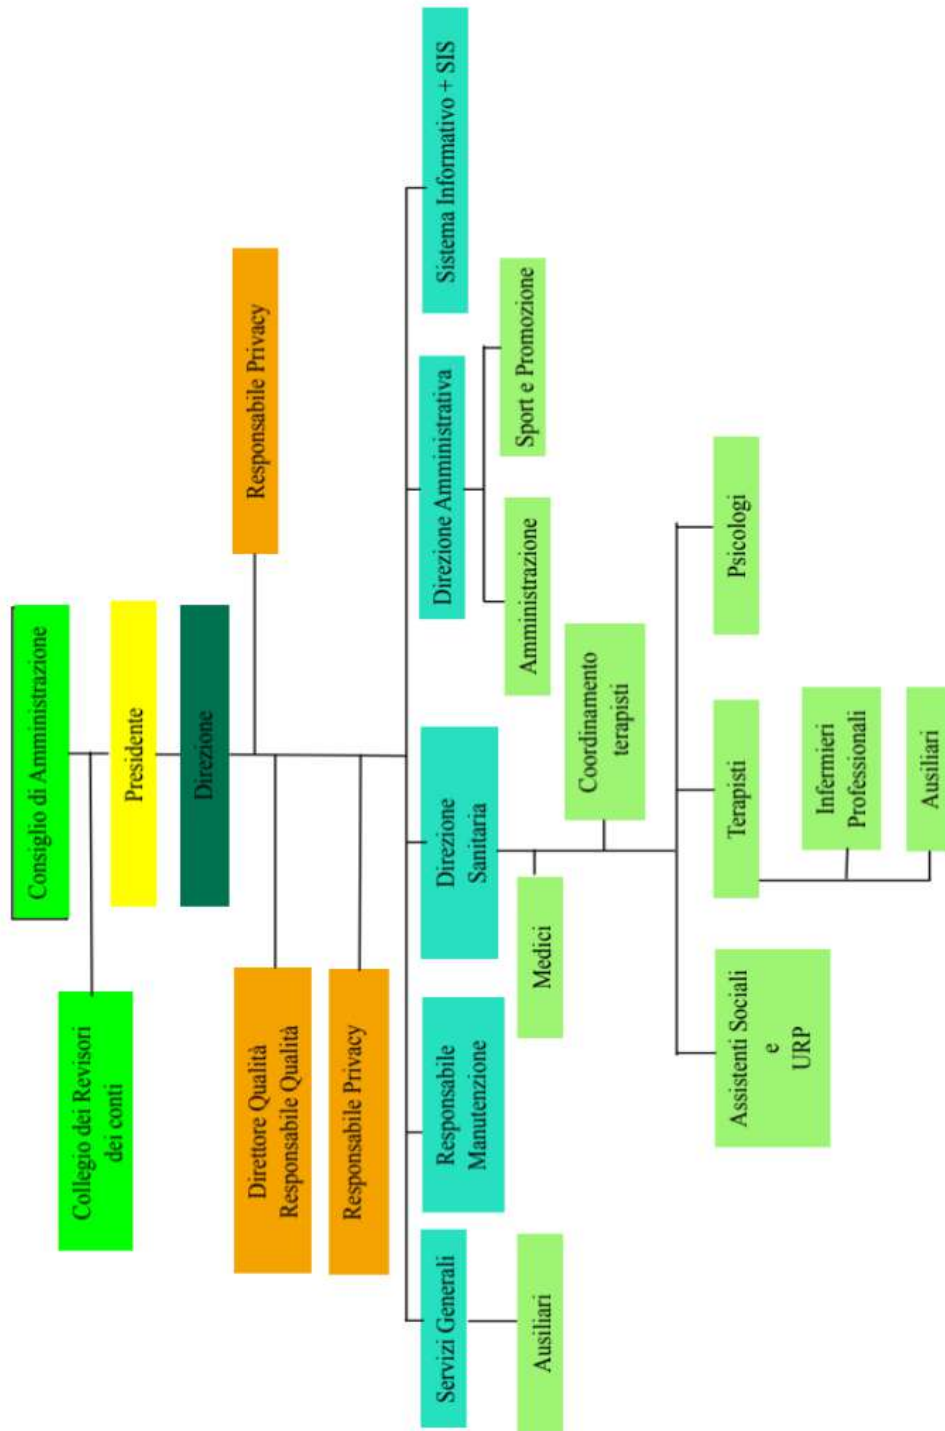 Consiglio di Amministrazione
Collegio dei Revisori
dei conti
Presidente
Direzione
Responsabile Privacy
Direttore Qualità
Responsabile Qualità
Responsabile Privacy
Servizi Generali
Responsabile
Manutenzione
Direzione
Sanitaria
Direzione Amministrativa
Sistema Informativo + SIS
Ausiliari
Medici
Amministrazione
Sport e Promozione
Coordinamento
terapisti
Assistenti Sociali
e
URP
Terapisti
Psicologi
Infermieri
Professionali
Ausiliari